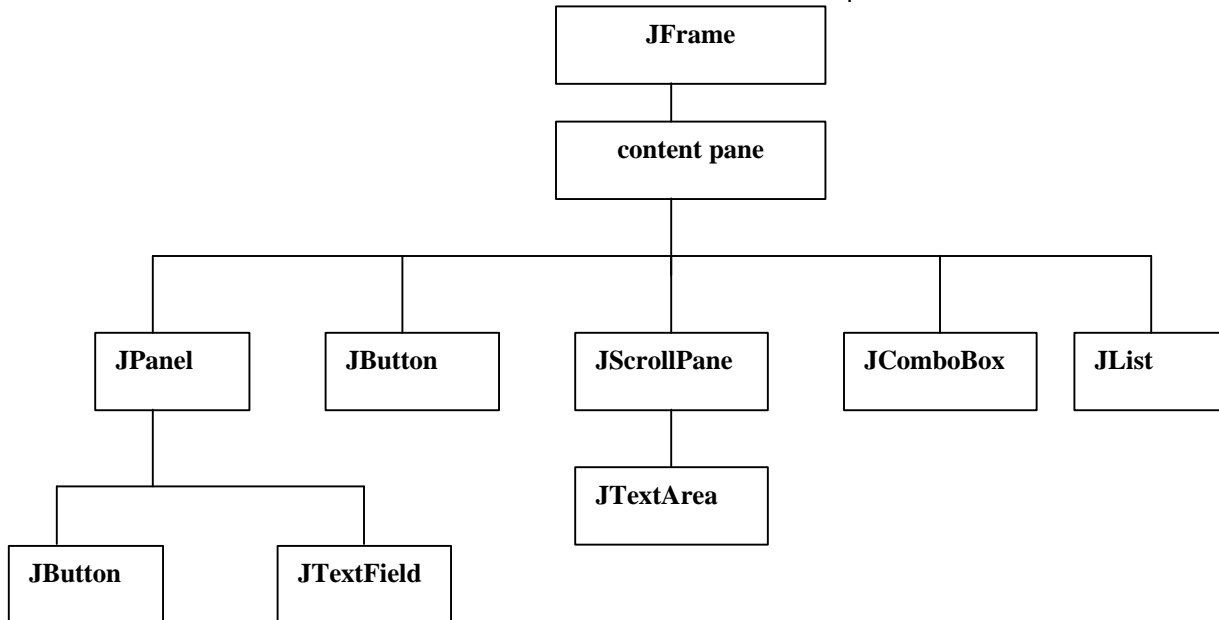 JFrame
content pane
JPanel
JButton
JScrollPane
JComboBox
JList
JTextArea
JButton
JTextField